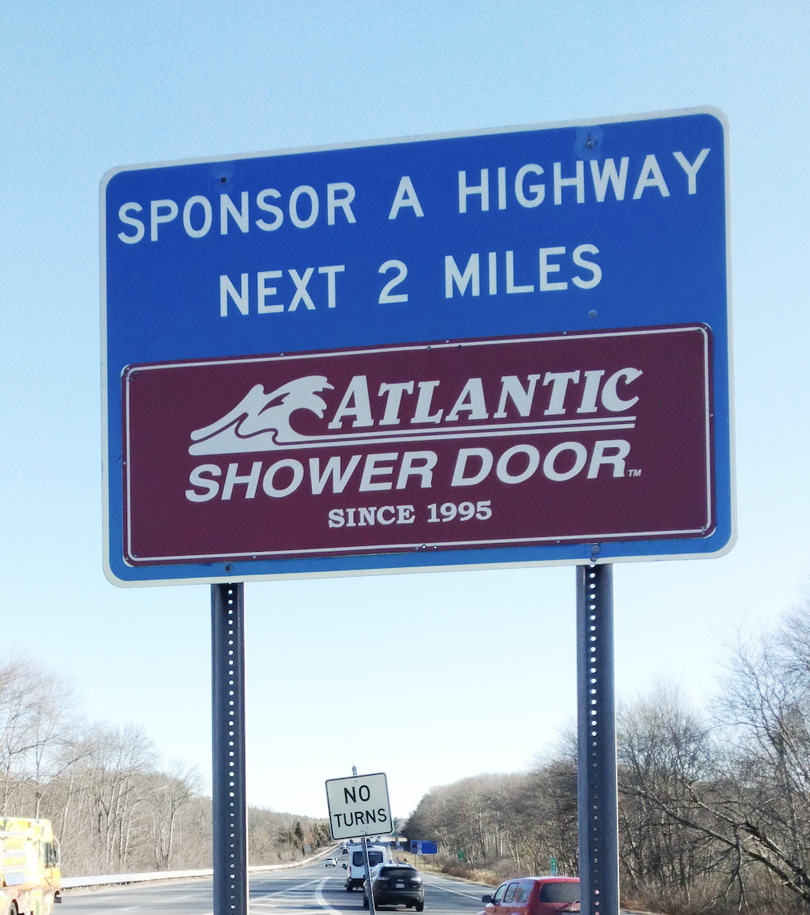 SPONSOR A HIGHWAY
NEXT 2 MILES
ATLANTIC
SHOWER DOOR™
SINCE 1995
NO
TURNS